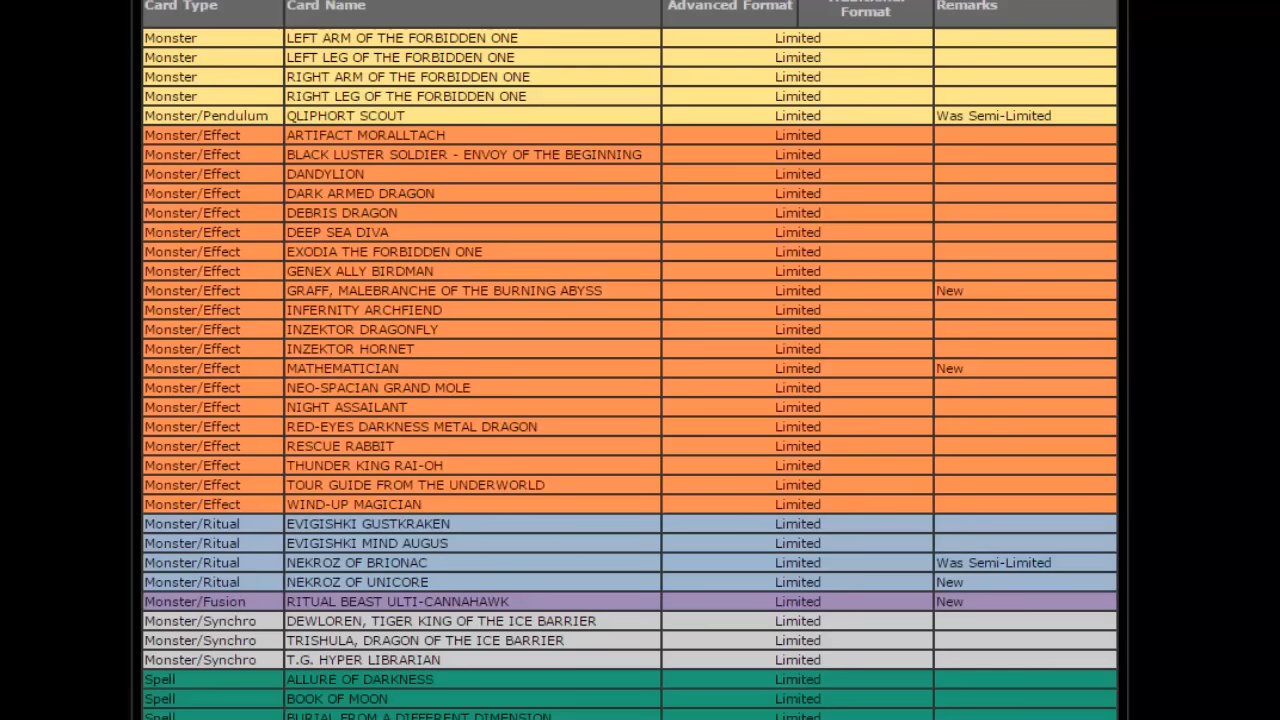 Card Type Card Name Advanced Format Traditional Format Remarks
Monster LEFT ARM OF THE FORBIDDEN ONE Limited
Monster LEFT LEG OF THE FORBIDDEN ONE Limited
Monster RIGHT ARM OF THE FORBIDDEN ONE Limited
Monster RIGHT LEG OF THE FORBIDDEN ONE Limited
Monster/Pendulum QLIPHORT SCOUT Limited Was Semi-Limited
Monster/Effect ARTIFACT MORALLTACH Limited
Monster/Effect BLACK LUSTER SOLDIER - ENVOY OF THE BEGINNING Limited
Monster/Effect DANDYLION Limited
Monster/Effect DARK ARMED DRAGON Limited
Monster/Effect DEBRIS DRAGON Limited
Monster/Effect DEEP SEA DIVA Limited
Monster/Effect EXODIA THE FORBIDDEN ONE Limited
Monster/Effect GENEX ALLY BIRDMAN Limited
Monster/Effect GRAFF, MALEBRANCHE OF THE BURNING ABYSS Limited New
Monster/Effect INFERNITY ARCHFIEND Limited
Monster/Effect INZEKTOR DRAGONFLY Limited
Monster/Effect INZEKTOR HORNET Limited
Monster/Effect MATHEMATICIAN Limited New
Monster/Effect NEO-SPACIAN GRAND MOLE Limited
Monster/Effect NIGHT ASSAILANT Limited
Monster/Effect RED-EYES DARKNESS METAL DRAGON Limited
Monster/Effect RESCUE RABBIT Limited
Monster/Effect THUNDER KING RAI-OH Limited
Monster/Effect TOUR GUIDE FROM THE UNDERWORLD Limited
Monster/Effect WIND-UP MAGICIAN Limited
Monster/Ritual EVIGISHKI GUSTKRAKEN Limited
Monster/Ritual EVIGISHKI MIND AUGUS Limited
Monster/Ritual NEKROZ OF BRIONAC Limited Was Semi-Limited
Monster/Ritual NEKROZ OF UNICORE Limited New
Monster/Fusion RITUAL BEAST ULTI-CANNAHAWK Limited New
Monster/Synchro DEWLOREN, TIGER KING OF THE ICE BARRIER Limited
Monster/Synchro TRISHULA, DRAGON OF THE ICE BARRIER Limited
Monster/Synchro T.G. HYPER LIBRARIAN Limited
Spell ALLURE OF DARKNESS Limited
Spell BOOK OF MOON Limited
Spell BURIAL FROM A DIFFERENT DIMENSION Limited